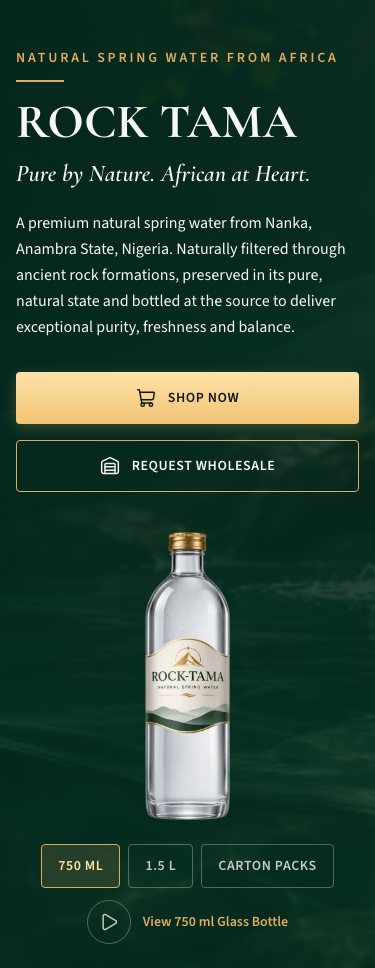 NATURAL SPRING WATER FROM AFRICA
ROCK TAMA
Pure by Nature. African at Heart.
A premium natural spring water from Nanka,
Anambra State, Nigeria. Naturally filtered through
ancient rock formations, preserved in its pure,
natural state and bottled at the source to deliver
exceptional purity, freshness and balance.
SHOP NOW
REQUEST WHOLESALE
ROCK-TAMA
NATURAL SPRING WATER
750 ML
1.5 L
CARTON PACKS
View 750 ml Glass Bottle